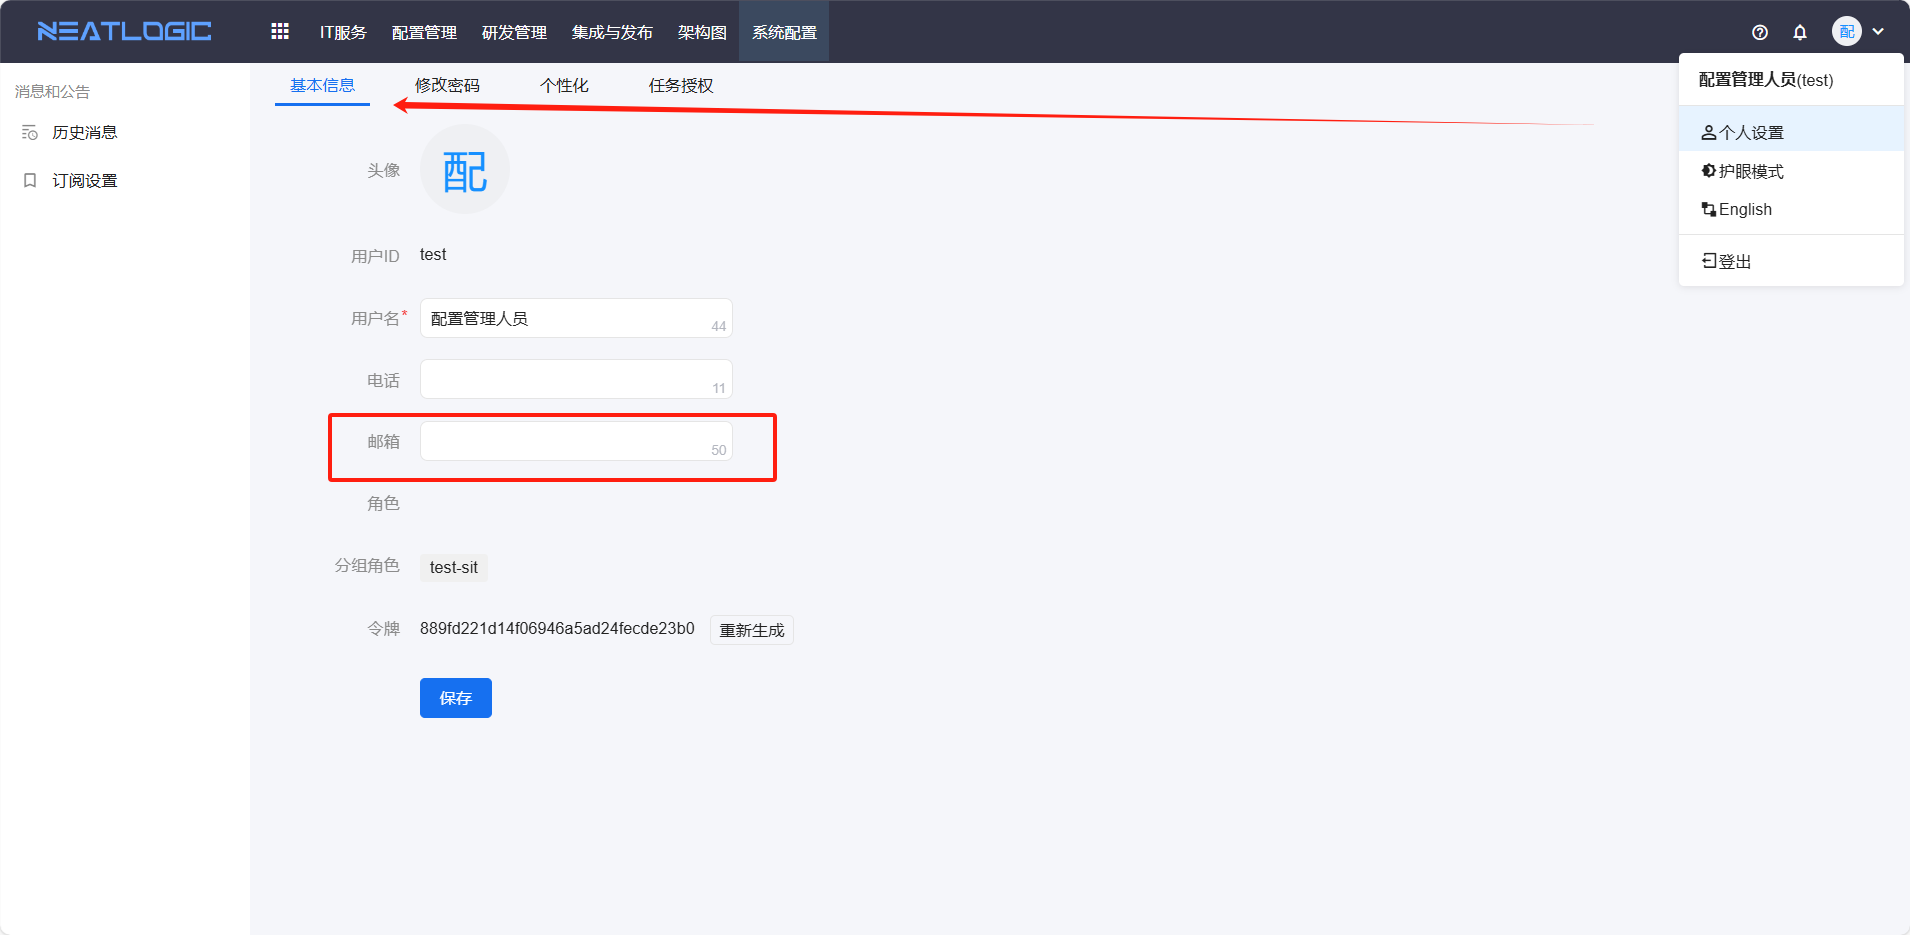 NEATLOGIC
IT服务 配置管理 研发管理 集成与发布 架构图 系统配置
配
消息和公告
历史消息
订阅设置
基本信息 修改密码 个性化 任务授权
配置管理人员(test)
个人设置
护眼模式
English
登出
头像 配
用户ID test
用户名* 配置管理人员 44
电话 11
邮箱 50
角色
分组角色 test-sit
令牌 889fd221d14f06946a5ad24fecde23b0 重新生成
保存